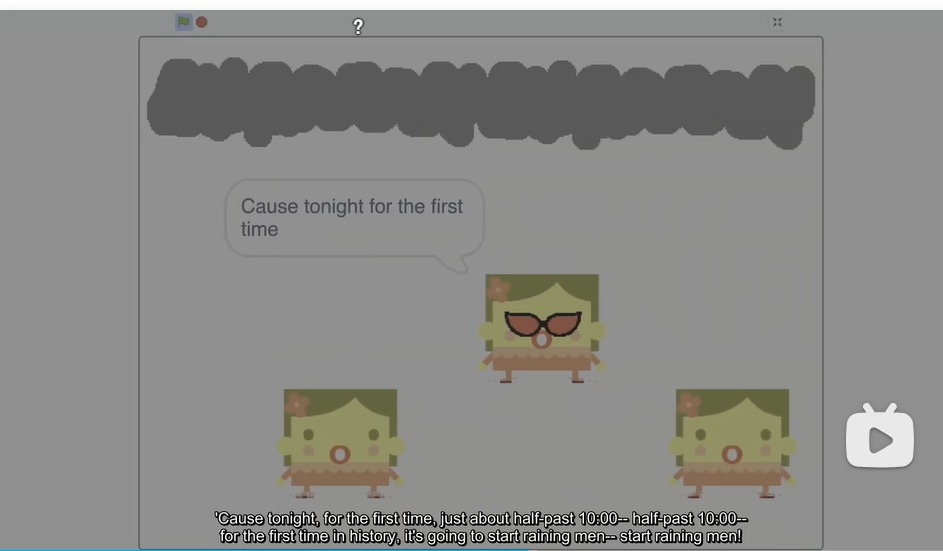 ?
Cause tonight for the first
time
'Cause tonight, for the first time, just about half-past 10:00-- half-past 10:00--
for the first time in history, it's going to start raining men-- start raining men!